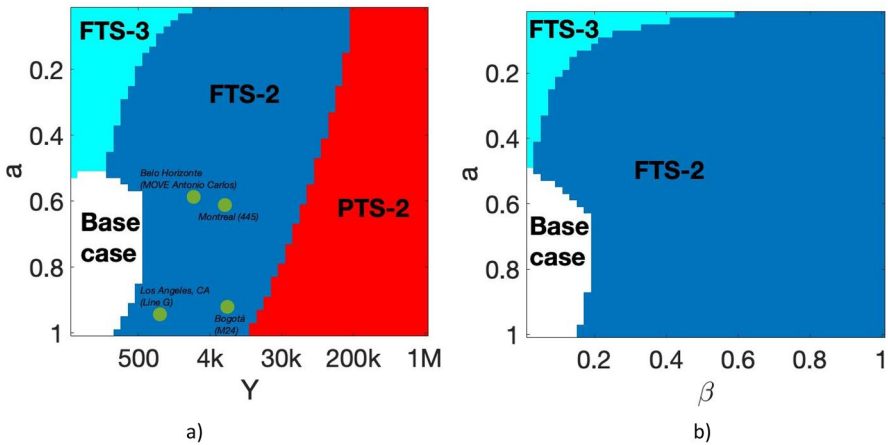 FTS-3
FTS-2
PTS-2
Base
case
Belo Horizonte
(MOVE Antonio Carlos)
Montreal (445)
Los Angeles, CA
(Line G)
Bogotá
(M24)
0.2
0.4
0.6
0.8
1
a
500 4k 30k 200k 1M
Y
a)
FTS-3
FTS-2
Base
case
0.2
0.4
0.6
0.8
1
a
0.2 0.4 0.6 0.8 1
β
b)